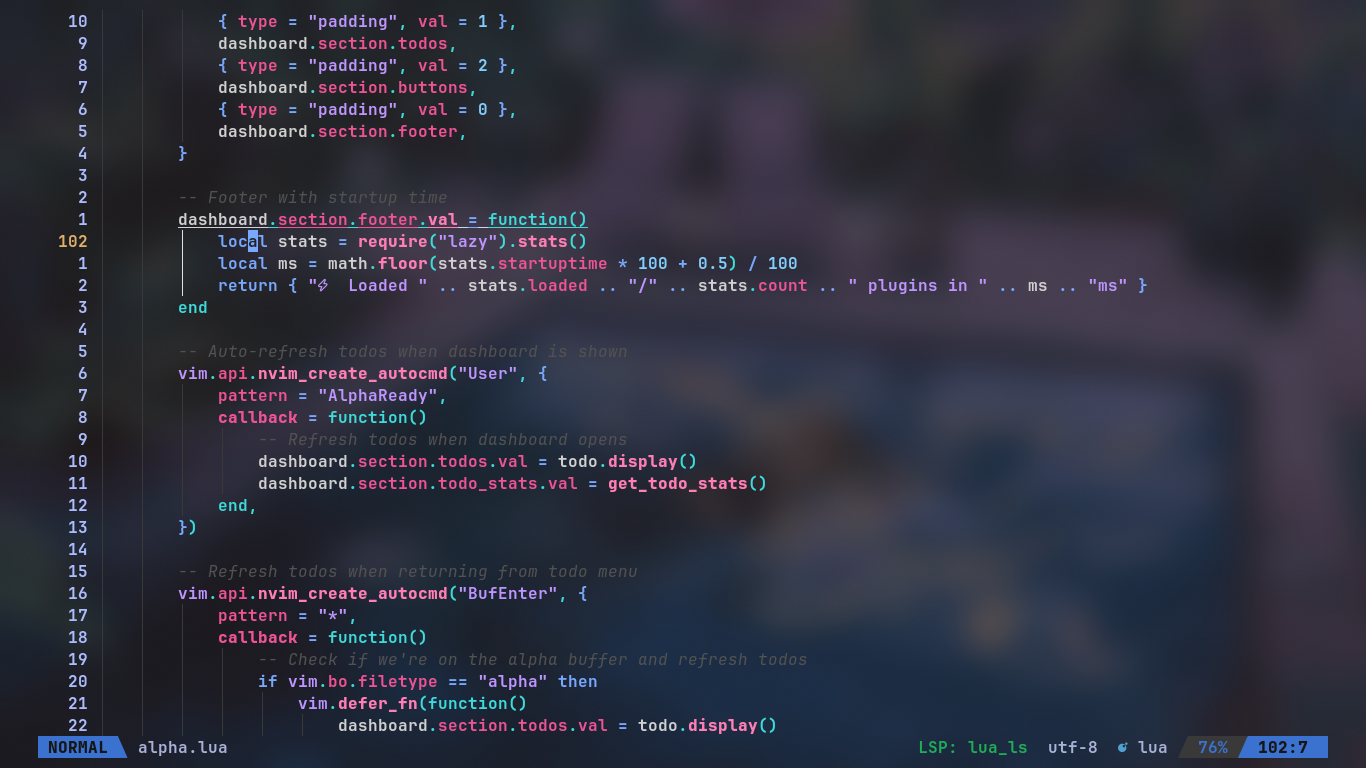 10 { type = "padding", val = 1 },
9 dashboard.section.todos,
8 { type = "padding", val = 2 },
7 dashboard.section.buttons,
6 { type = "padding", val = 0 },
5 dashboard.section.footer,
4 }
3
2 -- Footer with startup time
1 dashboard.section.footer.val = function()
102 local stats = require("lazy").stats()
1 local ms = math.floor(stats.startuptime * 100 + 0.5) / 100
2 return { "⚡ Loaded " .. stats.loaded .. "/" .. stats.count .. " plugins in " .. ms .. "ms" }
3 end
4
5 -- Auto-refresh todos when dashboard is shown
6 vim.api.nvim_create_autocmd("User", {
7 pattern = "AlphaReady",
8 callback = function()
9 -- Refresh todos when dashboard opens
10 dashboard.section.todos.val = todo.display()
11 dashboard.section.todo_stats.val = get_todo_stats()
12 end,
13 })
14
15 -- Refresh todos when returning from todo menu
16 vim.api.nvim_create_autocmd("BufEnter", {
17 pattern = "*",
18 callback = function()
19 -- Check if we're on the alpha buffer and refresh todos
20 if vim.bo.filetype == "alpha" then
21 vim.defer_fn(function()
22 dashboard.section.todos.val = todo.display()
NORMAL alpha.lua LSP: lua_ls utf-8 lua 76% 102:7